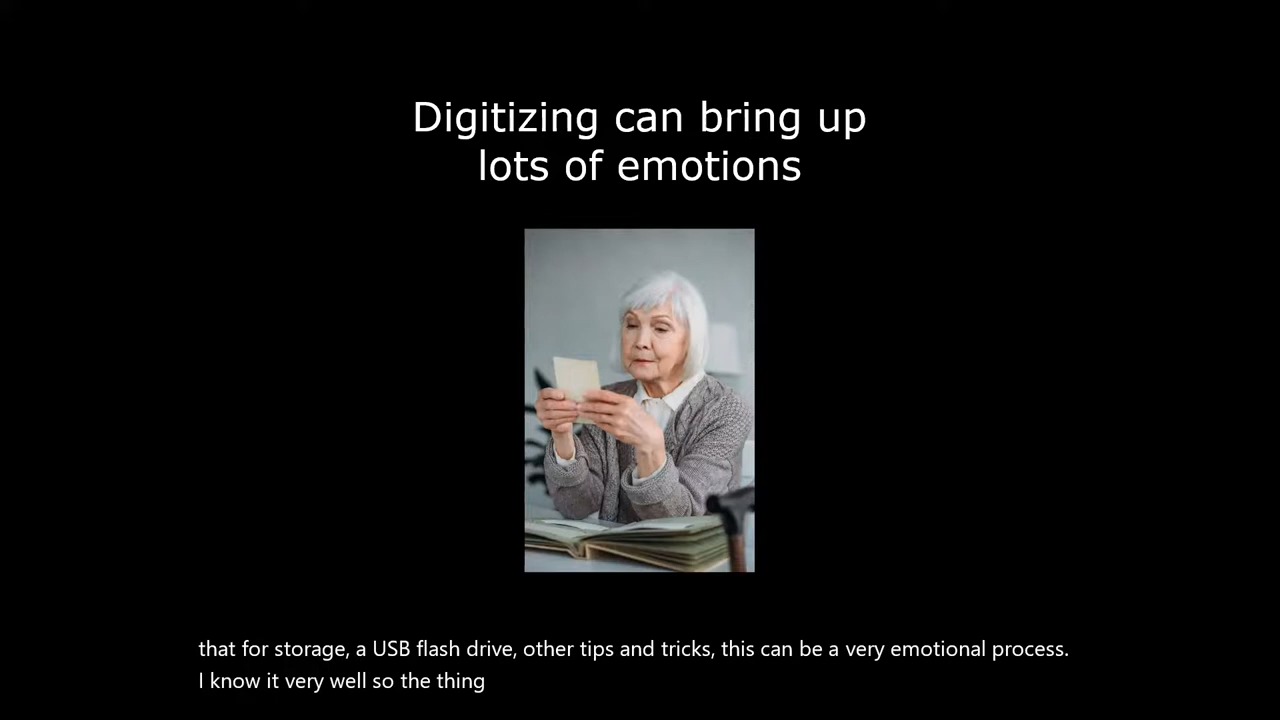 Digitizing can bring up
lots of emotions
that for storage, a USB flash drive, other tips and tricks, this can be a very emotional process.
I know it very well so the thing